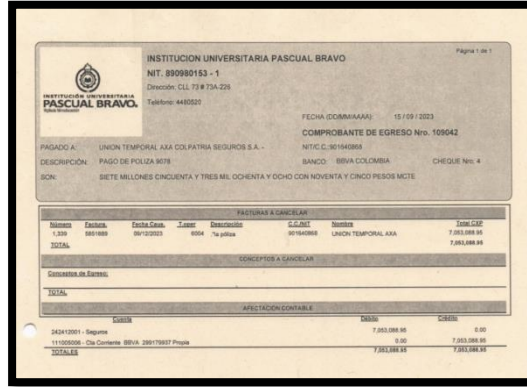 Página 1 de 1
INSTITUCION UNIVERSITARIA PASCUAL BRAVO
NIT. 890980153 - 1
Dirección: CLL 73 # 73A-226
Teléfono: 4480520
INSTITUCIÓN UNIVERSITARIA
PASCUAL BRAVO
FECHA (DD/MM/AAAA): 15 / 09 / 2023
COMPROBANTE DE EGRESO Nro. 109042
PAGADO A: UNION TEMPORAL AXA COLPATRIA SEGUROS S.A. - NIT/C.C.:901640868
DESCRIPCIÓN: PAGO DE POLIZA 9078 BANCO: BBVA COLOMBIA CHEQUE Nro: 4
SON: SIETE MILLONES CINCUENTA Y TRES MIL OCHENTA Y OCHO CON NOVENTA Y CINCO PESOS MCTE
FACTURAS A CANCELAR
Número Factura. Fecha Caus. T.oper Descripción C.C./NIT Nombre Total CXP
1,339 5851889 09/12/2023 6004 póliza 901640868 UNION TEMPORAL AXA 7,053,088.95
TOTAL 7,053,088.95
CONCEPTOS A CANCELAR
Conceptos de Egreso:
TOTAL
AFECTACION CONTABLE
Cuenta Débito Crédito
242412001 - Seguros 7,053,088.95 0.00
111005006 - Cta Corriente BBVA 299179937 Propia 0.00 7,053,088.95
TOTALES 7,053,088.95 7,053,088.95